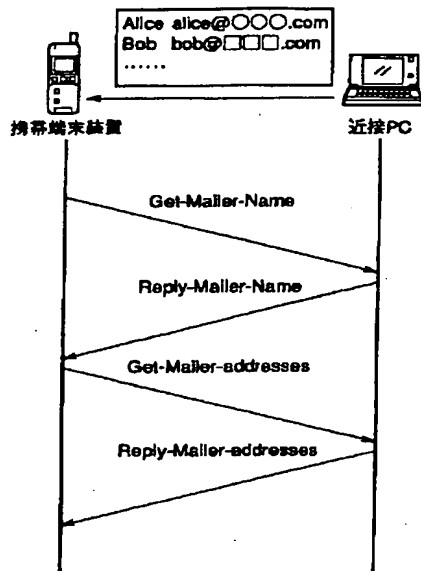 Alice alice@○○○.com
Bob bob@□□□.com
......
携帯端末装置
近接PC
Get-Mailer-Name
Reply-Mailer-Name
Get-Mailer-addresses
Reply-Mailer-addresses